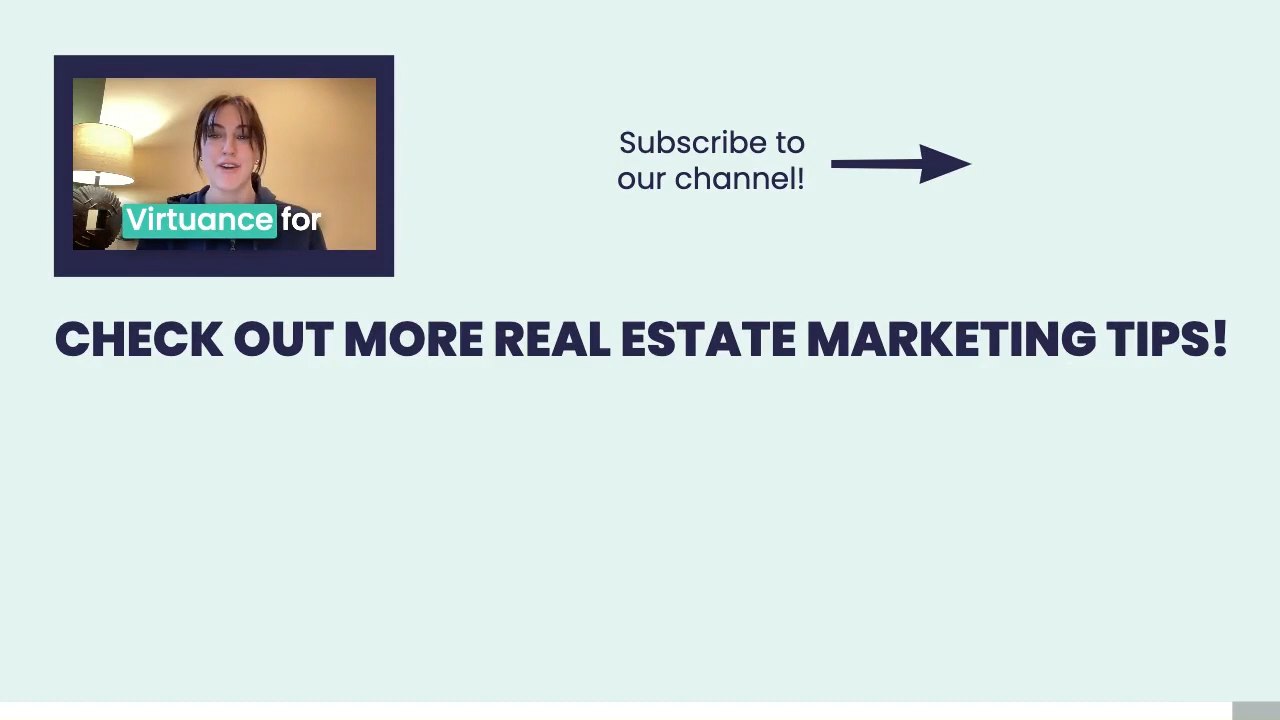 Virtuance for
Subscribe to
our channel!
CHECK OUT MORE REAL ESTATE MARKETING TIPS!